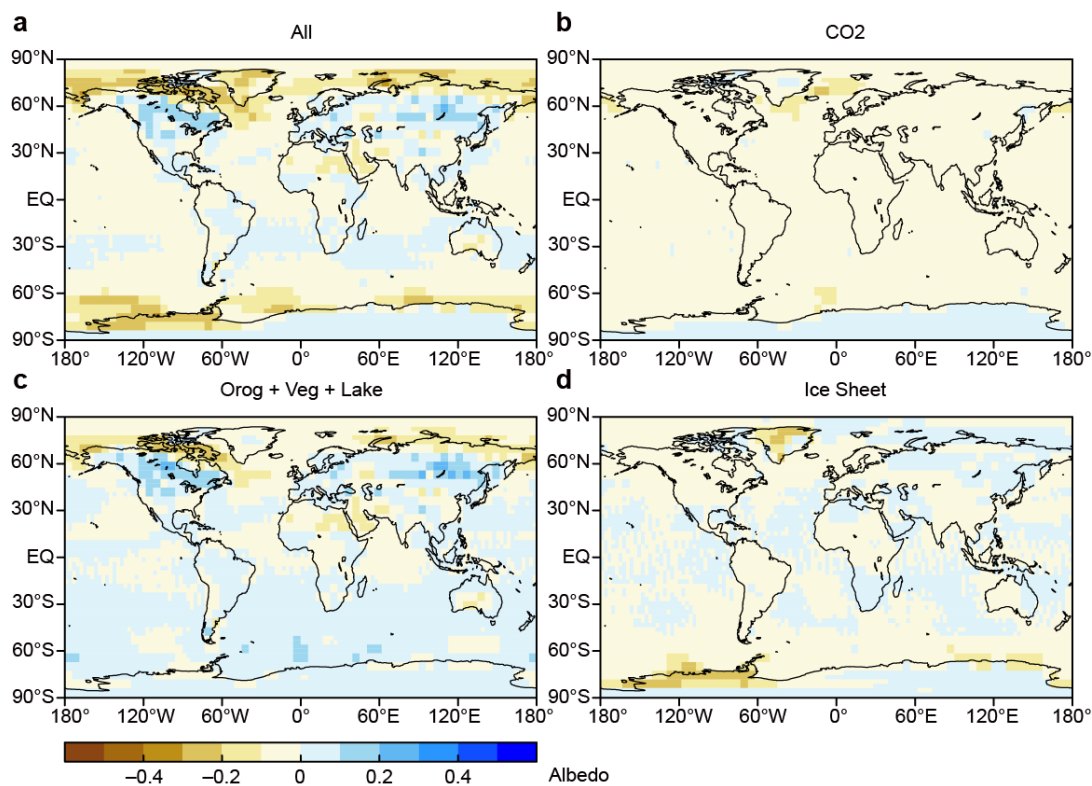 a
All
90°N
60°N
30°N
EQ
30°S
60°S
90°S
180° 120°W 60°W 0° 60°E 120°E 180°
b
CO2
90°N
60°N
30°N
EQ
30°S
60°S
90°S
180° 120°W 60°W 0° 60°E 120°E 180°
c
Orog + Veg + Lake
90°N
60°N
30°N
EQ
30°S
60°S
90°S
180° 120°W 60°W 0° 60°E 120°E 180°
d
Ice Sheet
90°N
60°N
30°N
EQ
30°S
60°S
90°S
180° 120°W 60°W 0° 60°E 120°E 180°
−0.4 −0.2 0 0.2 0.4 Albedo